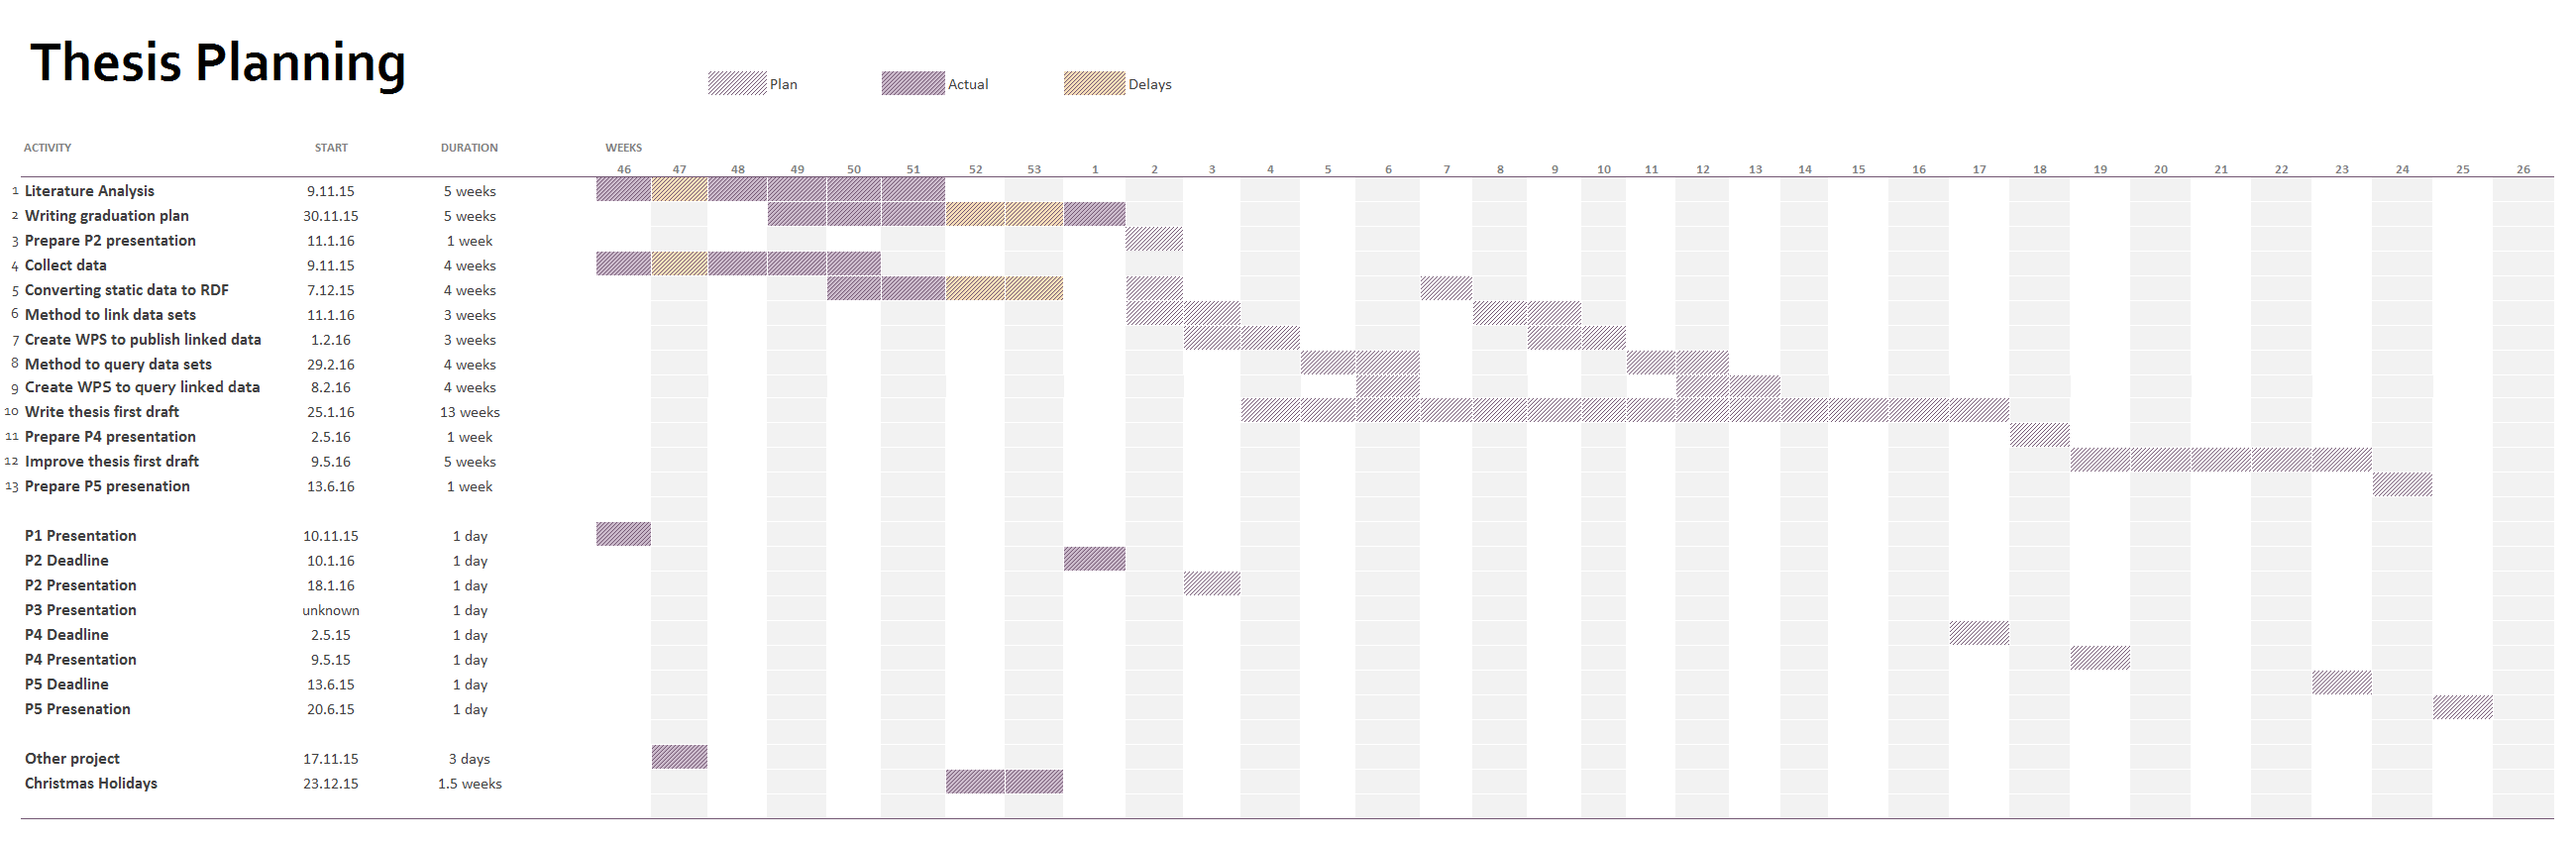 Thesis Planning
Plan Actual Delays
ACTIVITY START DURATION WEEKS
46 47 48 49 50 51 52 53 1 2 3 4 5 6 7 8 9 10 11 12 13 14 15 16 17 18 19 20 21 22 23 24 25 26
1 Literature Analysis 9.11.15 5 weeks
2 Writing graduation plan 30.11.15 5 weeks
3 Prepare P2 presentation 11.1.16 1 week
4 Collect data 9.11.15 4 weeks
5 Converting static data to RDF 7.12.15 4 weeks
6 Method to link data sets 11.1.16 3 weeks
7 Create WPS to publish linked data 1.2.16 3 weeks
8 Method to query data sets 29.2.16 4 weeks
9 Create WPS to query linked data 8.2.16 4 weeks
10 Write thesis first draft 25.1.16 13 weeks
11 Prepare P4 presentation 2.5.16 1 week
12 Improve thesis first draft 9.5.16 5 weeks
13 Prepare P5 presenation 13.6.16 1 week
P1 Presentation 10.11.15 1 day
P2 Deadline 10.1.16 1 day
P2 Presentation 18.1.16 1 day
P3 Presentation unknown 1 day
P4 Deadline 2.5.15 1 day
P4 Presentation 9.5.15 1 day
P5 Deadline 13.6.15 1 day
P5 Presenation 20.6.15 1 day
Other project 17.11.15 3 days
Christmas Holidays 23.12.15 1.5 weeks